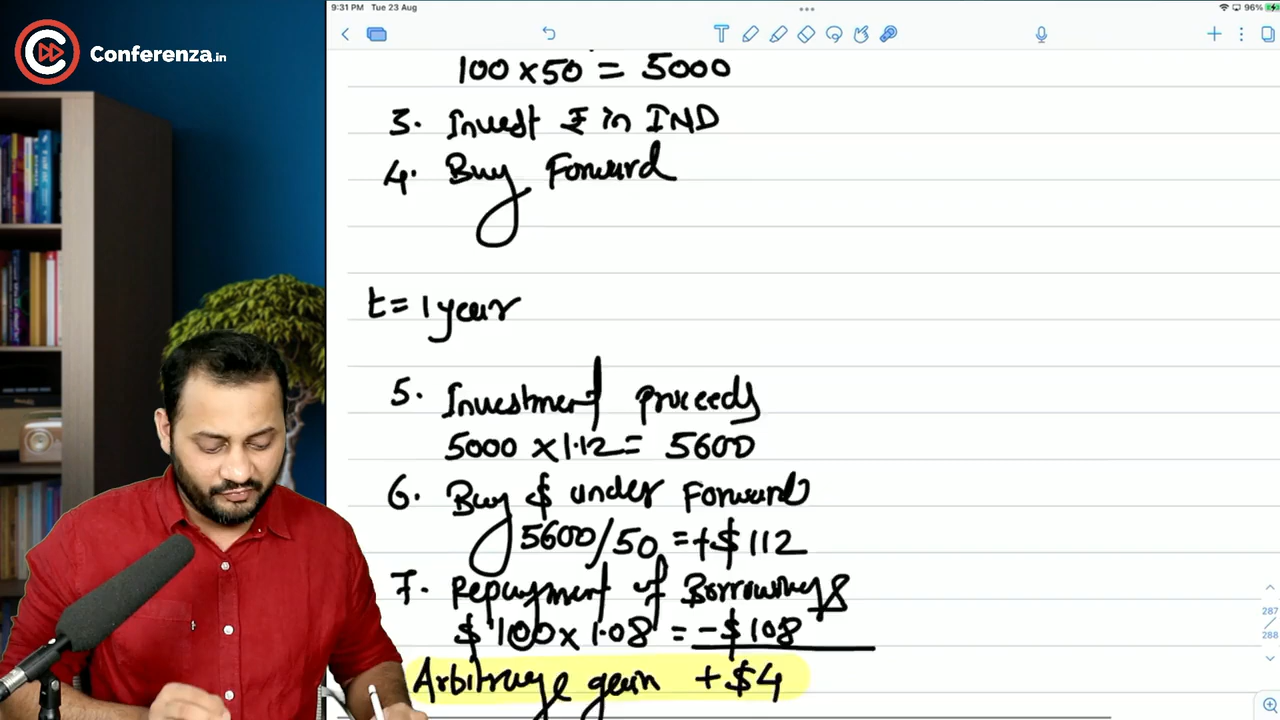 9:31 PM Tue 23 Aug
96%
Conferenza.in
100 x 50 = 5000
3. Invest ₹ in IND
4. Buy Forward
t = 1 year
5. Investment proceeds
5000 x 1.12 = 5600
6. Buy $ under Forward
5600/50 = +$ 112
7. Repayment of Borrowings
$ 100 x 1.08 = -$ 108
Arbitrage gain +$4
287
288